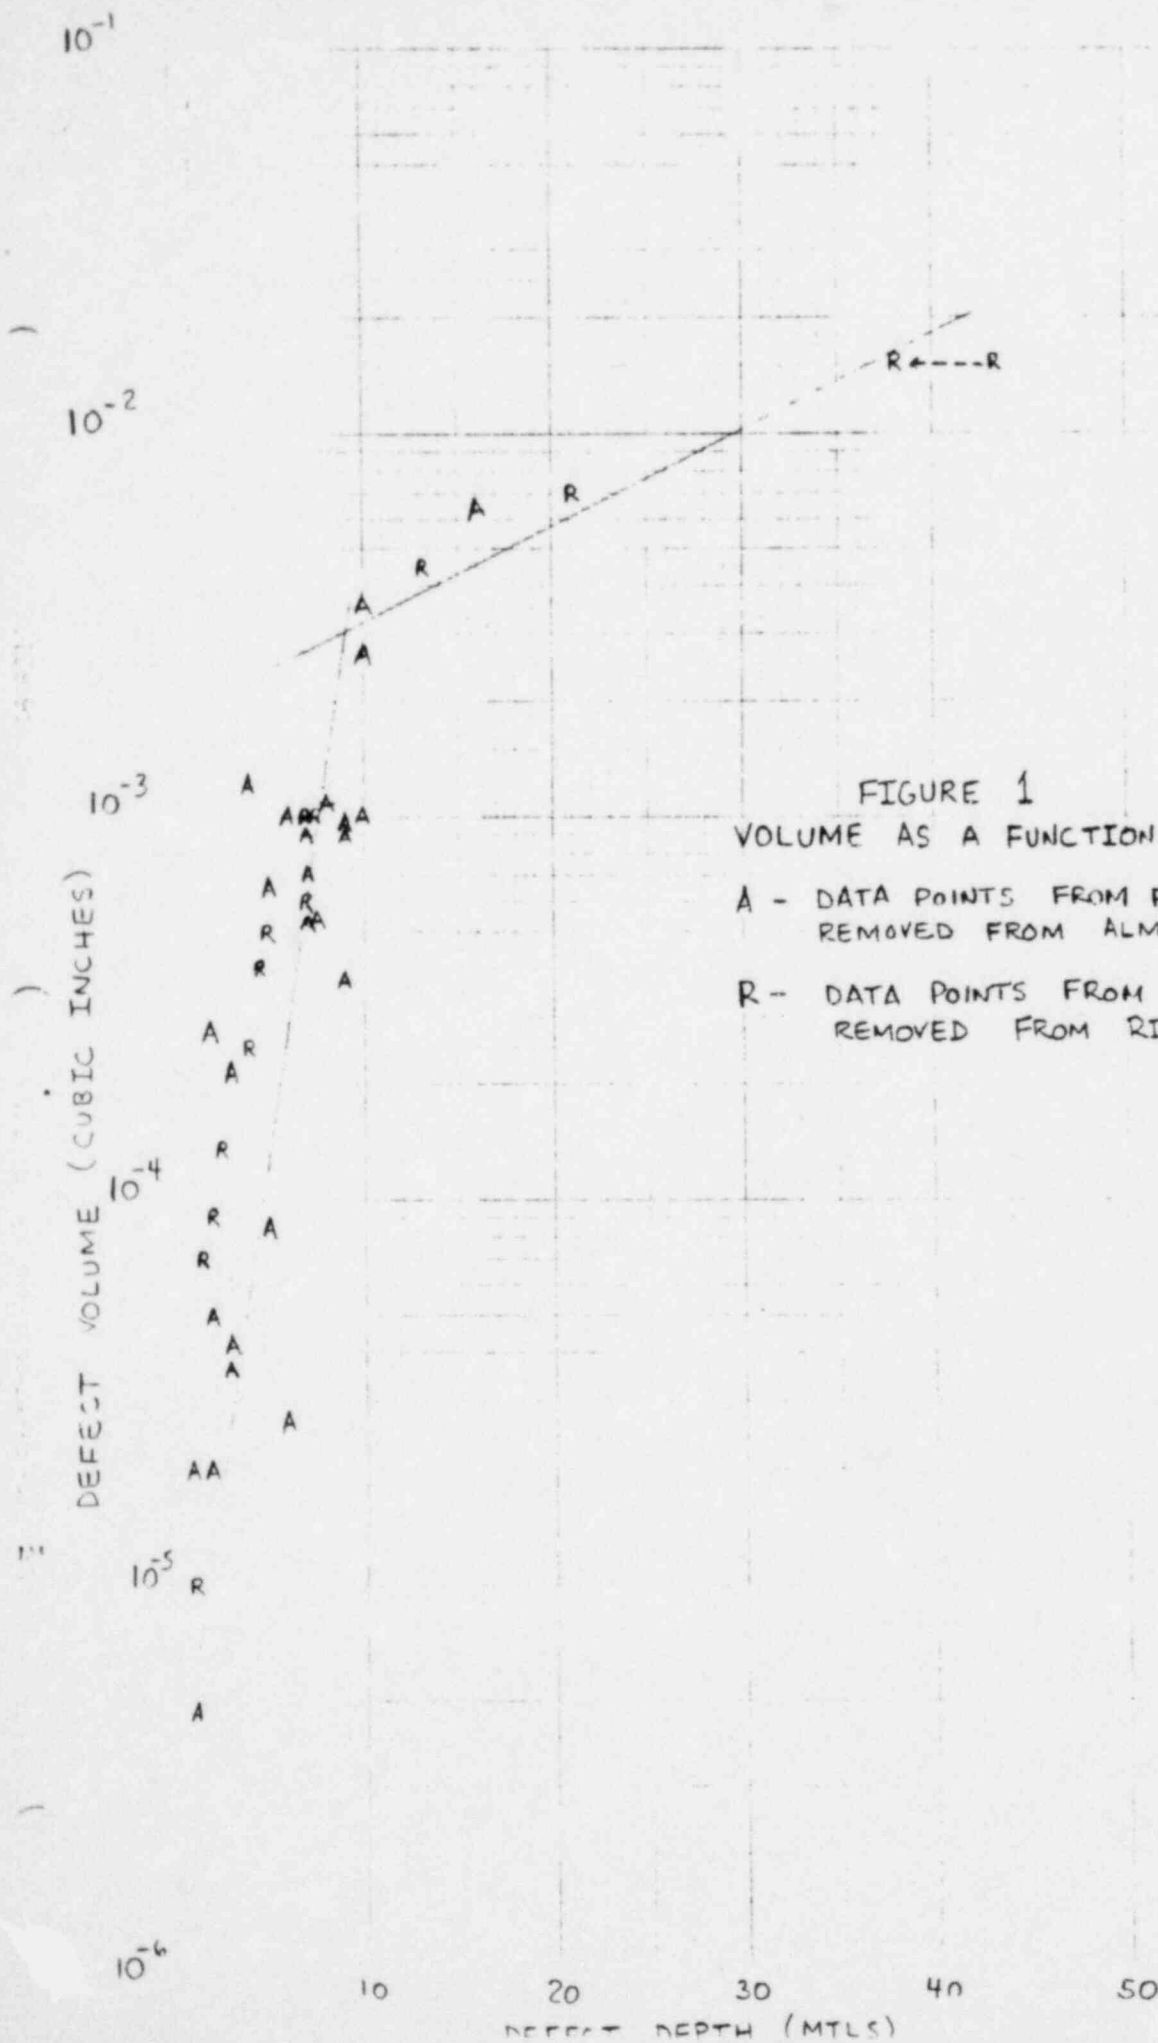 10⁻¹
10⁻²
10⁻³
10⁻⁴
10⁻⁵
10⁻⁶
DEFECT VOLUME (CUBIC INCHES)
A
R
A
R
A
A
R ←----R
A
A
A
A
A
A
A
A
A
A
R
A
A
A
R
R
A
A
R
A
R
R
R
A
A
A
A
A
A A
R
A
FIGURE 1
VOLUME AS A FUNCTION
A - DATA POINTS FROM
REMOVED FROM ALM
R - DATA POINTS FROM
REMOVED FROM RI
10 20 30 40 50
DEFECT DEPTH (MILS)